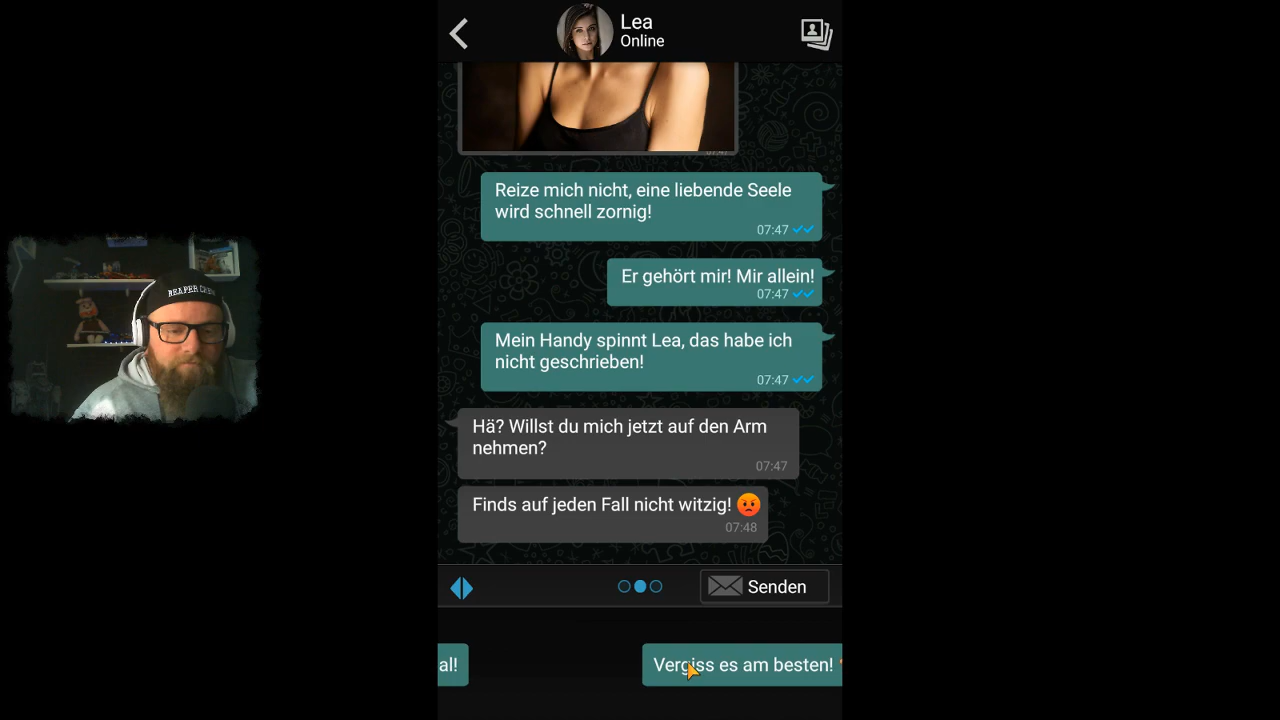 Lea
Online
07:47
Reize mich nicht, eine liebende Seele
wird schnell zornig!
07:47
Er gehört mir! Mir allein!
07:47
Mein Handy spinnt Lea, das habe ich
nicht geschrieben!
07:47
Hä? Willst du mich jetzt auf den Arm
nehmen?
07:47
Finds auf jeden Fall nicht witzig! 😡
07:48
Senden
al!
Vergiss es am besten!